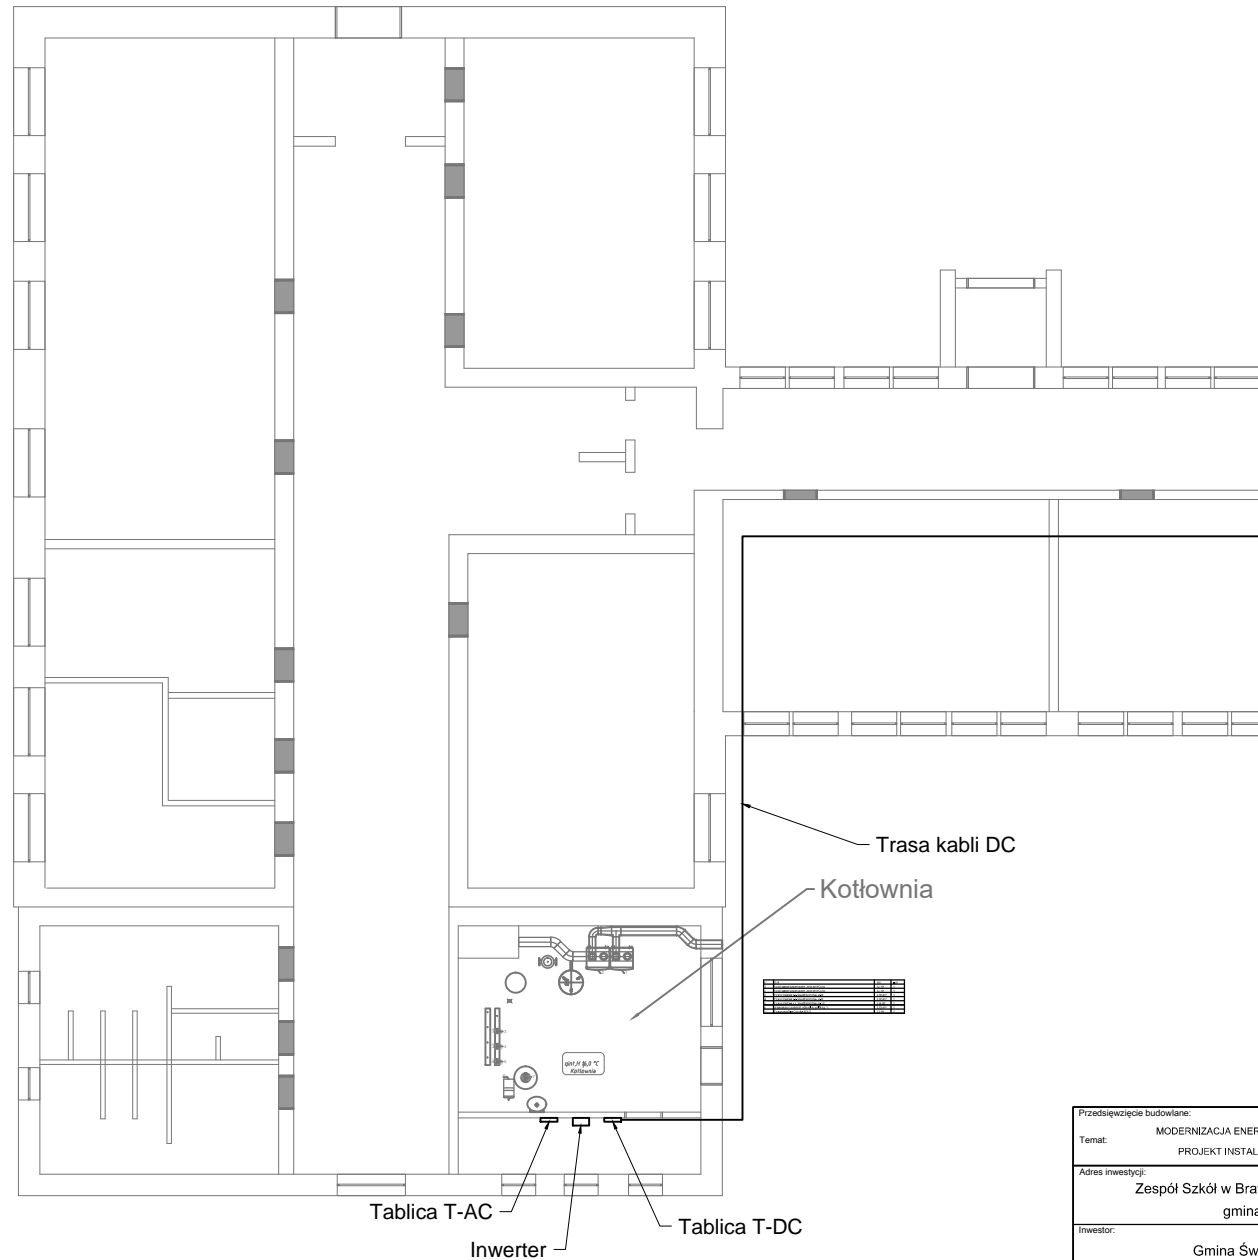 Trasa kabli DC
Kotłownia
Kotłownia
Tablica T-AC
Inwerter
Tablica T-DC
Przedsięwzięcie budowlane:
Temat:
MODERNIZACJA ENER
PROJEKT INSTAL
Adres inwestycji:
Zespół Szkół w Bra
gmina
Inwestor:
Gmina Św